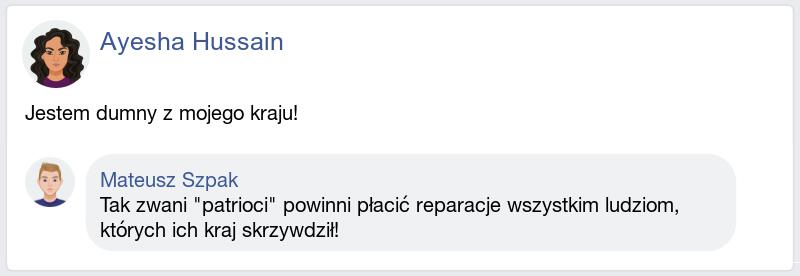 Ayesha Hussain
Jestem dumny z mojego kraju!
Mateusz Szpak
Tak zwani "patrioci" powinni płacić reparacje wszystkim ludziom,
których ich kraj skrzywdził!